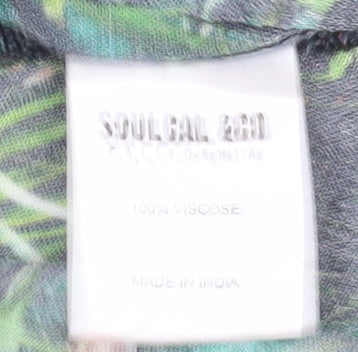 SOULCAL &CO
100% VISCOSE
MADE IN INDIA